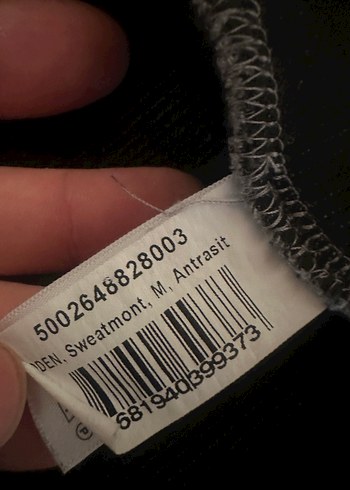 5002648828003
DEN, Sweatmont, M, Antrasit
681940399373
P